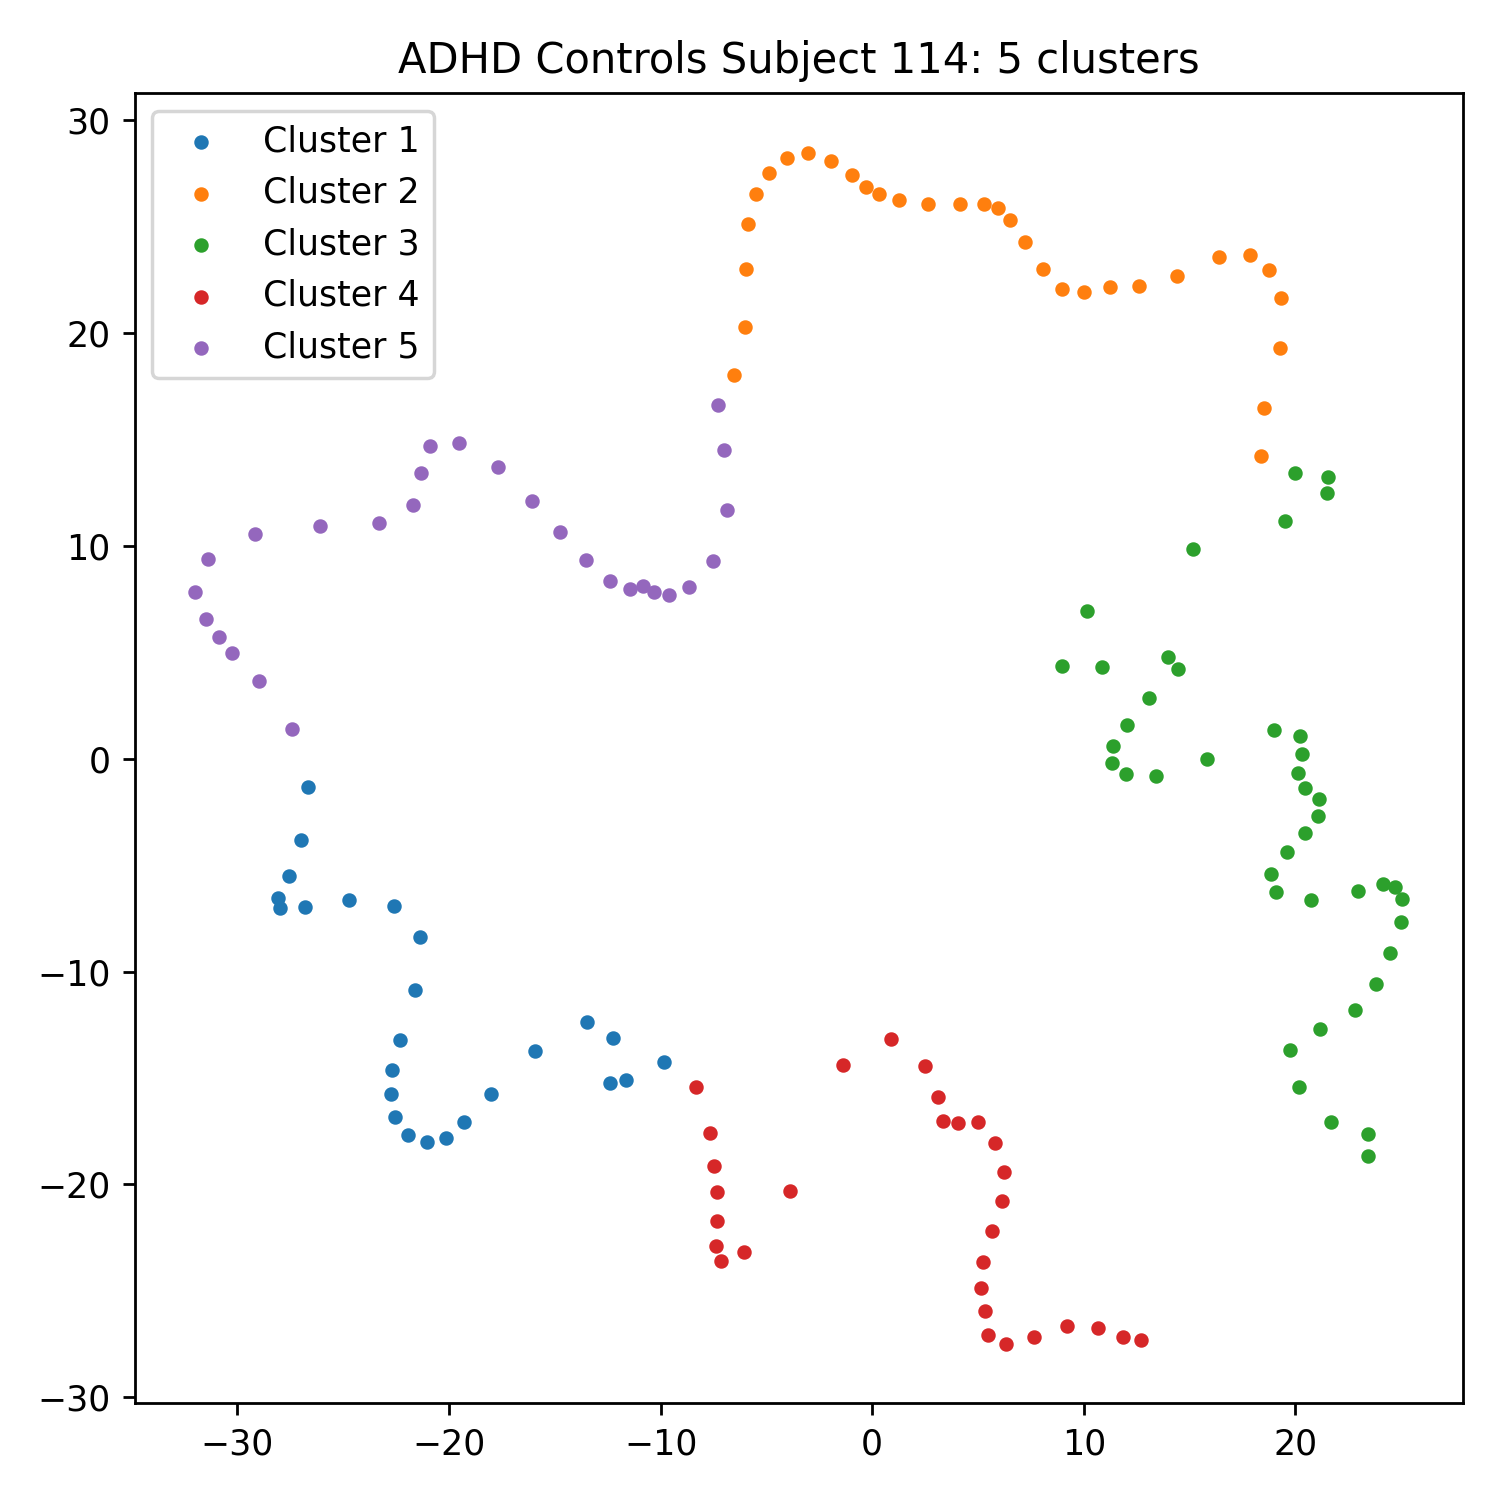 ADHD Controls Subject 114: 5 clusters
Cluster 1
Cluster 2
Cluster 3
Cluster 4
Cluster 5
30
20
10
0
−10
−20
−30
−30 −20 −10 0 10 20